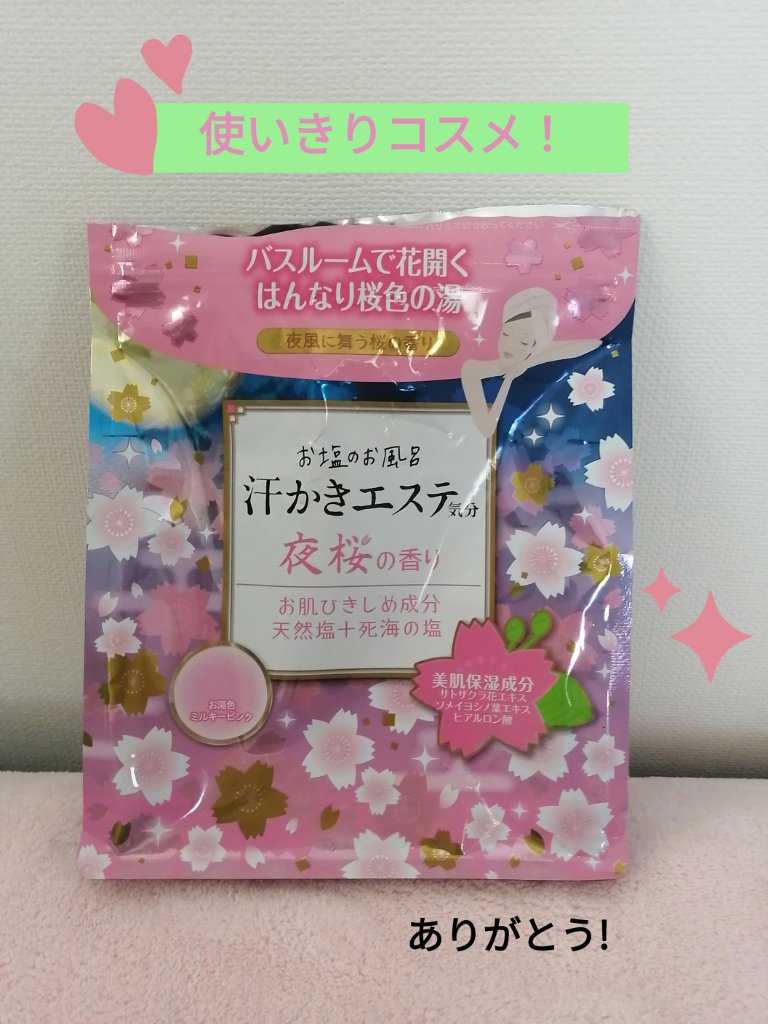 使いきりコスメ！
バスルームで花開く
はんなり桜色の湯
夜風に舞う桜の香り
お塩のお風呂
汗かきエステ気分
夜桜の香り
お肌ひきしめ成分
天然塩＋死海の塩
美肌保湿成分
サトザクラ花エキス
ソメイヨシノ葉エキス
ヒアルロン酸
お湯色
ミルキーピンク
ありがとう!